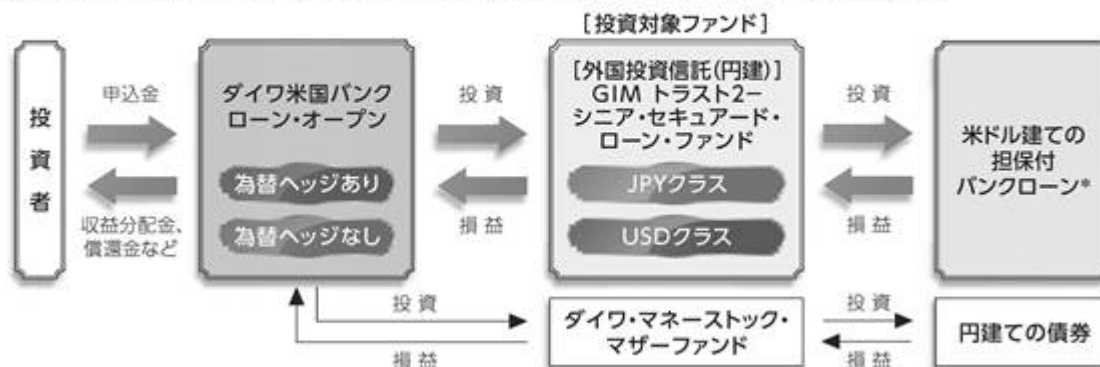 [投資対象ファンド]
投資者
申込金
収益分配金、
償還金など
ダイワ米国バンク
ローン・オープン
為替ヘッジあり
為替ヘッジなし
投資
損益
[外国投資信託(円建)]
GIM トラスト2－
シニア・セキュアード・
ローン・ファンド
JPYクラス
USDクラス
投資
損益
米ドル建ての
担保付
バンクローン*
投資
損益
ダイワ・マネーストック・
マザーファンド
投資
損益
円建ての債券